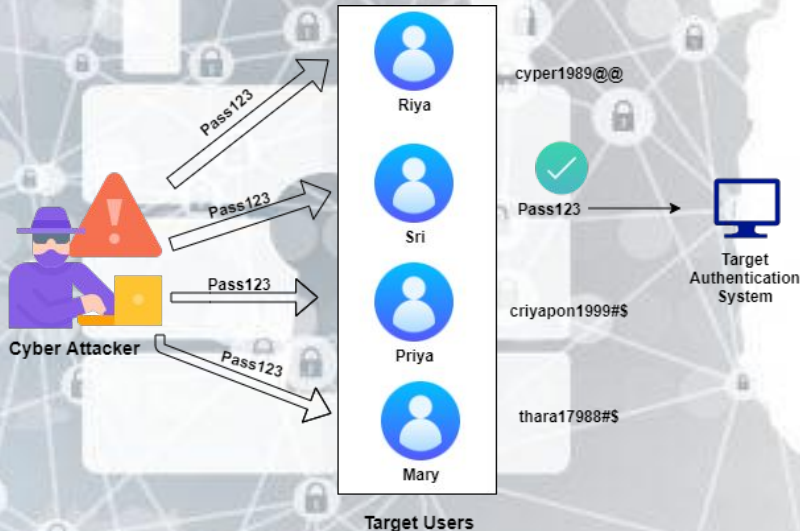 Pass123
Riya
cyper1989@@
Pass123
Sri
Pass123
Pass123
Priya
criyapon1999#$
Pass123
Mary
thara17988#$
Cyber Attacker
Target Users
Target
Authentication
System